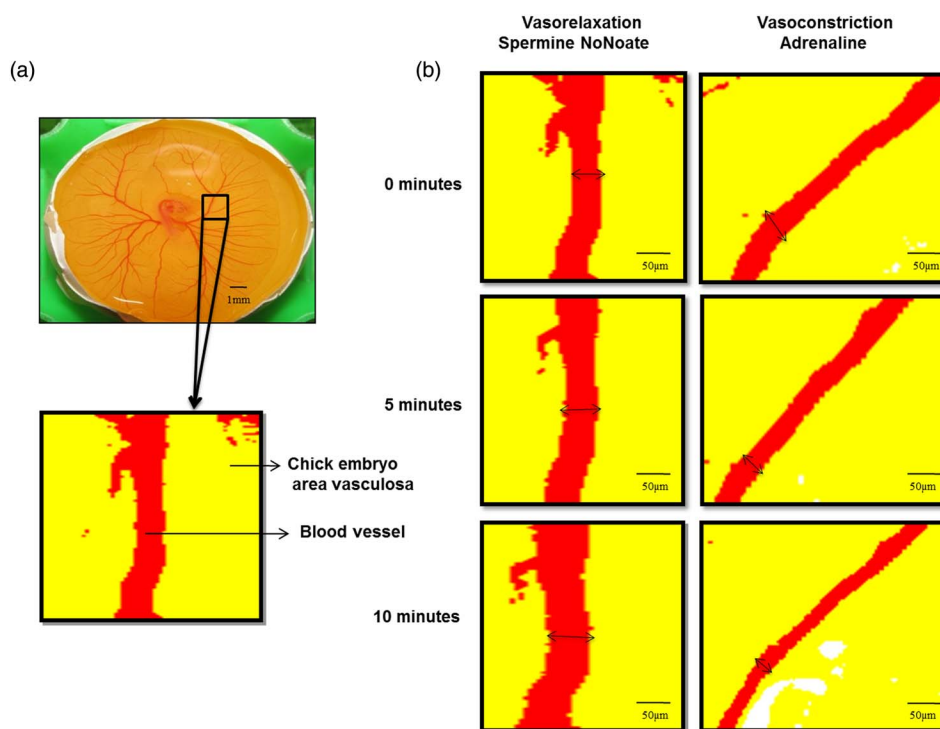 (a)
1mm
Chick embryo
area vasculosa
Blood vessel
(b)
Vasorelaxation
Spermine NoNoate
Vasoconstriction
Adrenaline
0 minutes
50μm
50μm
5 minutes
50μm
50μm
10 minutes
50μm
50μm